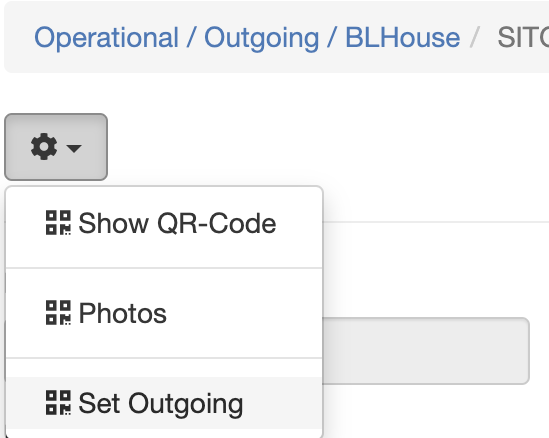 Operational / Outgoing / BLHouse /
Show QR-Code
Photos
Set Outgoing